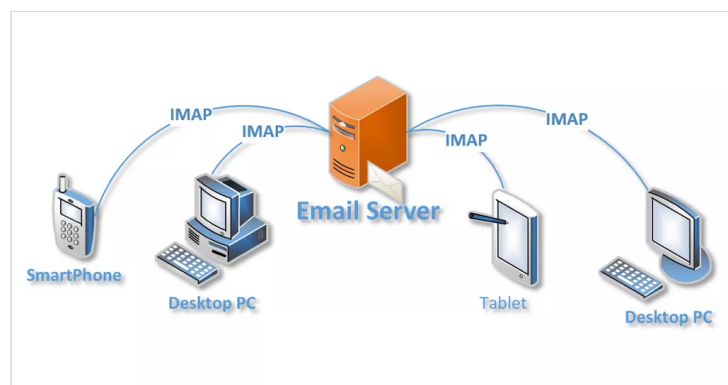 IMAP
IMAP
IMAP
IMAP
Email Server
SmartPhone
Desktop PC
Tablet
Desktop PC